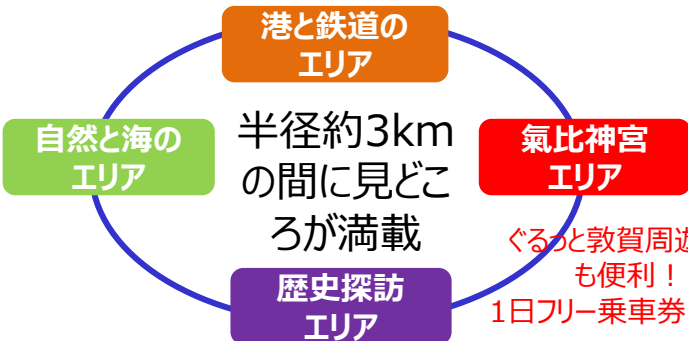 港と鉄道の
エリア
自然と海の
エリア
半径約3km
の間に見どこ
ろが満載
氣比神宮
エリア
ぐるっと敦賀周遊
も便利！
1日フリー乗車券
歴史探訪
エリア